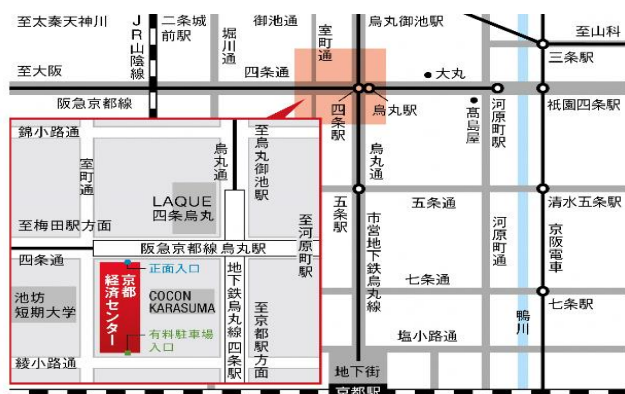 至太秦天神川
JR山陰線
二条城
前駅
堀川通
御池通
室町通
烏丸御池駅
至山科
三条駅
至大阪
四条通
大丸
阪急京都線
四条駅
烏丸駅
髙島屋
河原町駅
祇園四条駅
烏丸通
五条駅
五条通
清水五条駅
市営地下鉄烏丸線
河原町通
京阪電車
七条通
七条駅
鴨川
塩小路通
地下街
京都駅
錦小路通
室町通
烏丸通
至烏丸御池駅
LAQUE
四条烏丸
至梅田駅方面
至河原町駅
阪急京都線 烏丸駅
四条通
正面入口
京都
経済センター
池坊
短期大学
COCON
KARASUMA
地下鉄烏丸線 四条駅
至京都駅方面
有料駐車場
入口
綾小路通